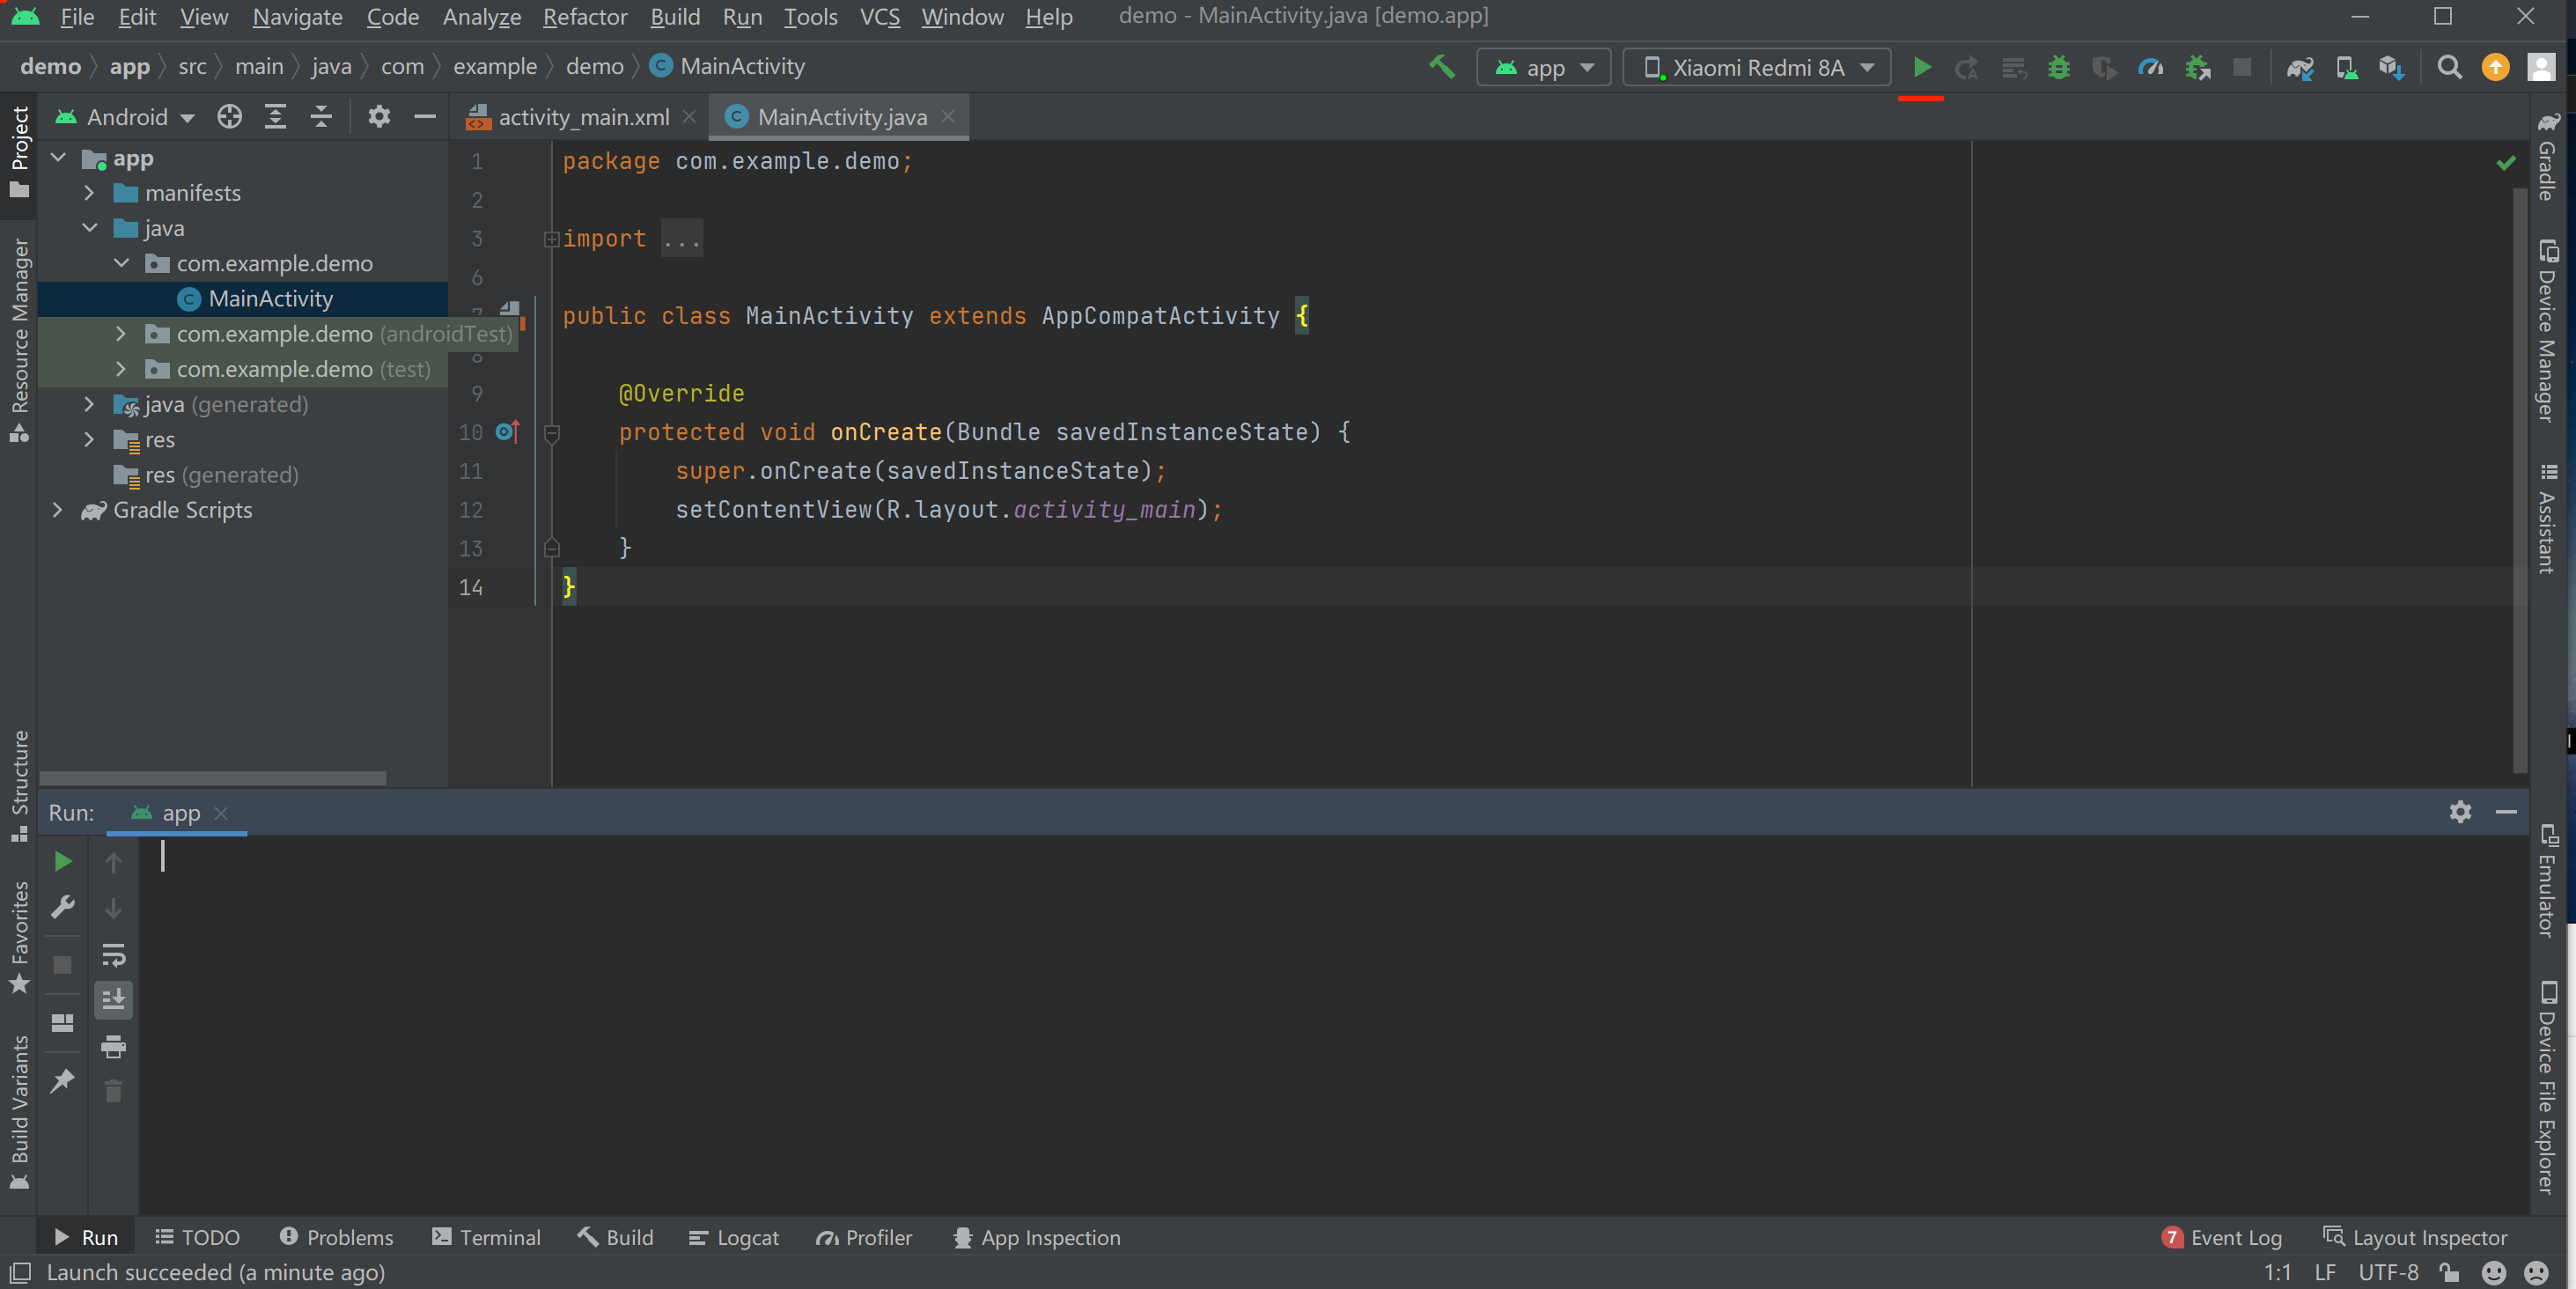 File Edit View Navigate Code Analyze Refactor Build Run Tools VCS Window Help demo - MainActivity.java [demo.app]
demo app src main java com example demo MainActivity app Xiaomi Redmi 8A
Android activity_main.xml MainActivity.java
Project
Resource Manager
Structure
Favorites
Build Variants
app
manifests
java
com.example.demo
MainActivity
com.example.demo (androidTest)
com.example.demo (test)
java (generated)
res
res (generated)
Gradle Scripts
1 package com.example.demo;
2
3 import ...
6
7 public class MainActivity extends AppCompatActivity {
8
9 @Override
10 protected void onCreate(Bundle savedInstanceState) {
11 super.onCreate(savedInstanceState);
12 setContentView(R.layout.activity_main);
13 }
14 }
Gradle
Device Manager
Assistant
Emulator
Device File Explorer
Run: app
Run TODO Problems Terminal Build Logcat Profiler App Inspection 7 Event Log Layout Inspector
Launch succeeded (a minute ago) 1:1 LF UTF-8